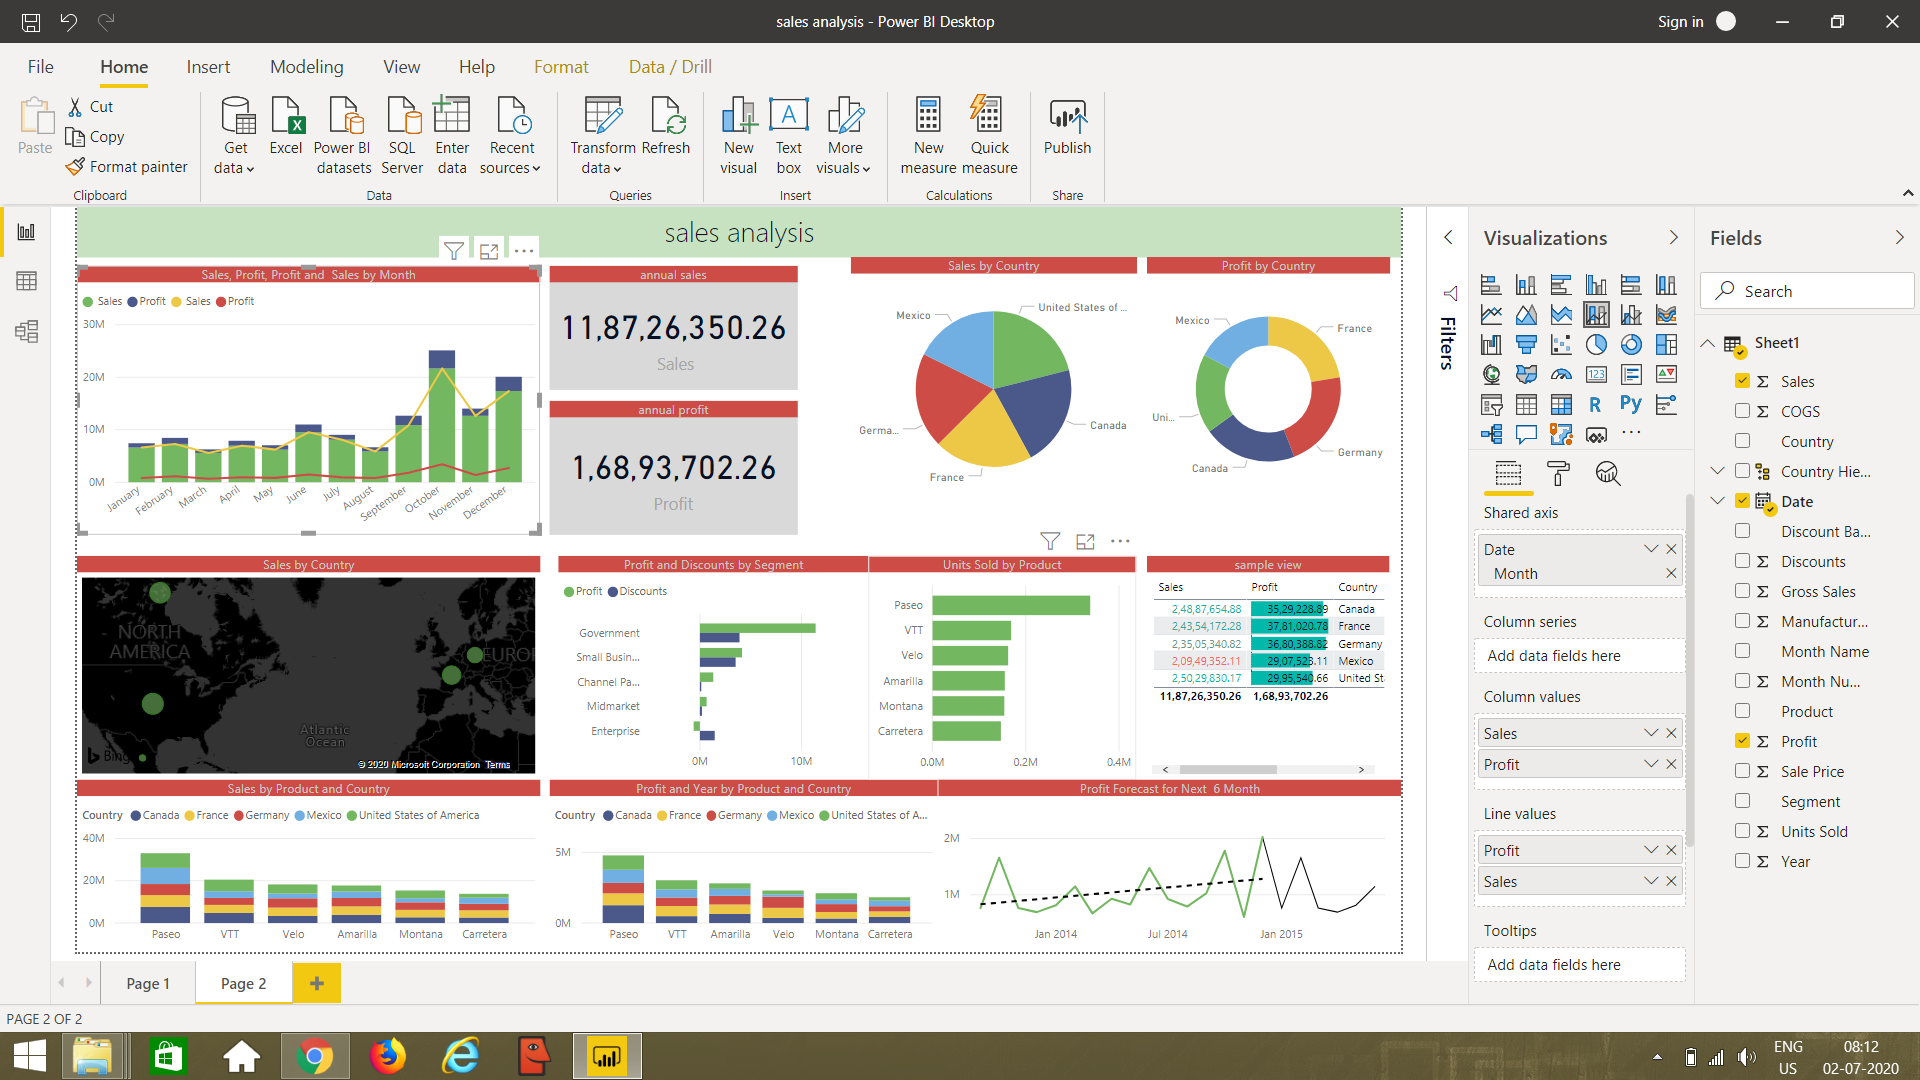 sales analysis - Power BI Desktop
Sign in
File Home Insert Modeling View Help Format Data / Drill
Paste
Cut
Copy
Format painter
Clipboard
Get data
Excel
Power BI datasets
SQL Server
Enter data
Recent sources
Data
Transform data
Refresh
Queries
New visual
Text box
More visuals
Insert
New measure
Quick measure
Calculations
Publish
Share
sales analysis
Sales, Profit, Profit and Sales by Month
Sales Profit Sales Profit
30M
20M
10M
0M
January February March April May June July August September October November December
annual sales
11,87,26,350.26
Sales
annual profit
1,68,93,702.26
Profit
Sales by Country
United States of ...
Mexico
Germa...
Canada
France
Profit by Country
Mexico
France
Uni...
Germany
Canada
Sales by Country
NORTH AMERICA
EUROP
Atlantic Ocean
Bing
© 2020 Microsoft Corporation Terms
Profit and Discounts by Segment
Profit Discounts
Government
Small Busin...
Channel Pa...
Midmarket
Enterprise
0M 10M
Units Sold by Product
Paseo
VTT
Velo
Amarilla
Montana
Carretera
0.0M 0.2M 0.4M
sample view
Sales Profit Country
2,48,87,654.88 35,29,228.89 Canada
2,43,54,172.28 37,81,020.78 France
2,35,05,340.82 36,80,388.82 Germany
2,09,49,352.11 29,07,523.11 Mexico
2,50,29,830.17 29,95,540.66 United St
11,87,26,350.26 1,68,93,702.26
Sales by Product and Country
Country Canada France Germany Mexico United States of America
40M
20M
0M
Paseo VTT Velo Amarilla Montana Carretera
Profit and Year by Product and Country
Country Canada France Germany Mexico United States of A...
5M
0M
Paseo VTT Amarilla Velo Montana Carretera
Profit Forecast for Next 6 Month
2M
1M
Jan 2014 Jul 2014 Jan 2015
Filters
Visualizations
123
R Py
Shared axis
Date
Month
Column series
Add data fields here
Column values
Sales
Profit
Line values
Profit
Sales
Tooltips
Add data fields here
Fields
Search
Sheet1
Sales
COGS
Country
Country Hie...
Date
Discount Ba...
Discounts
Gross Sales
Manufactur...
Month Name
Month Nu...
Product
Profit
Sale Price
Segment
Units Sold
Year
Page 1 Page 2 +
PAGE 2 OF 2
ENG US
08:12
02-07-2020